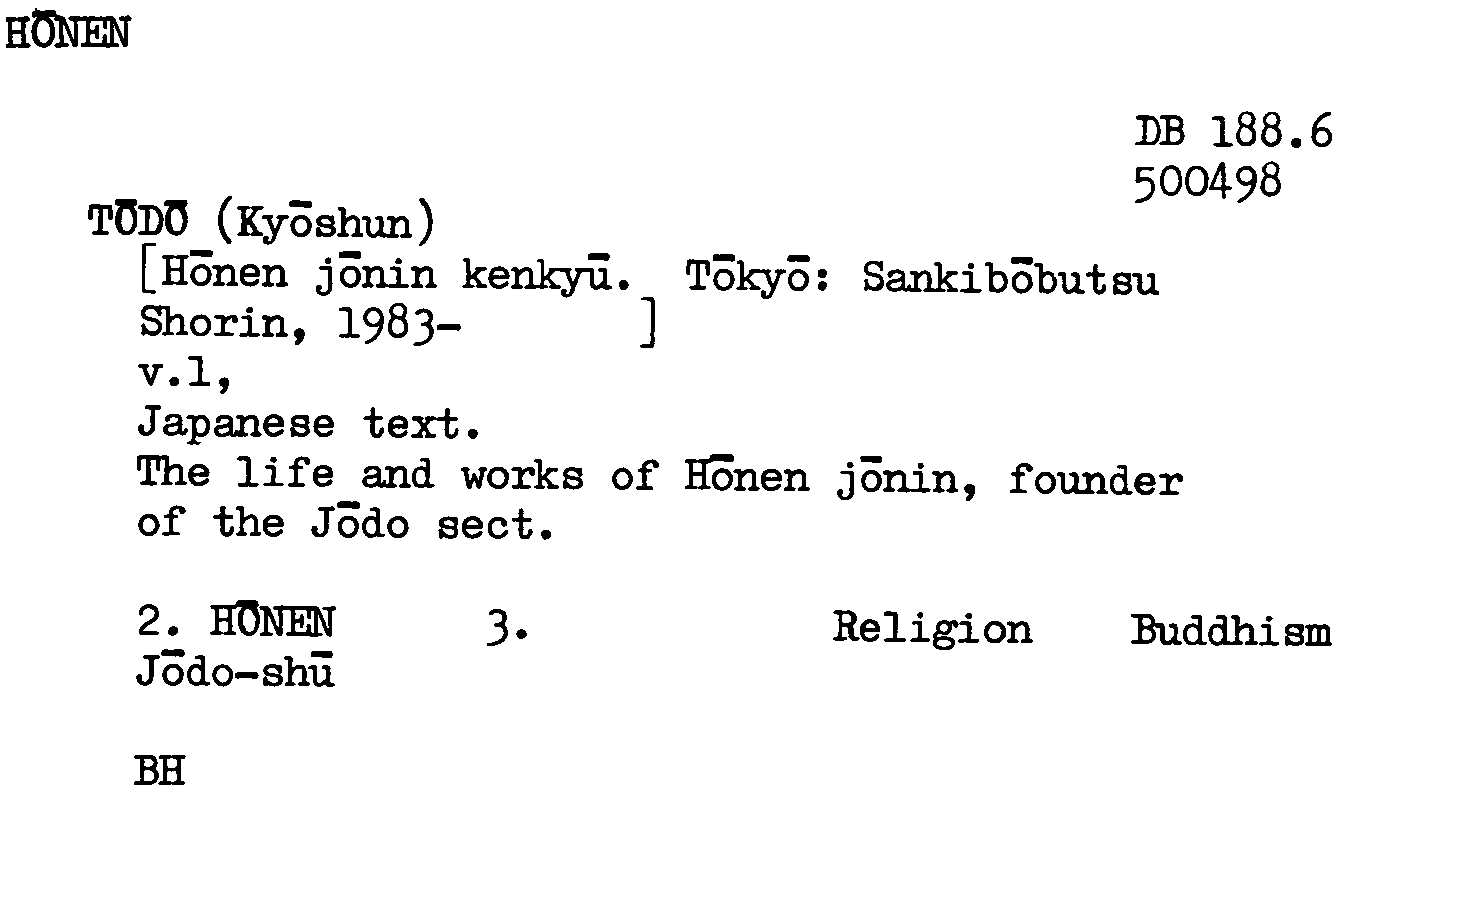 HŌNEN
DB 188.6
500498
TŌDŌ (Kyōshun)
[Hōnen jōnin kenkyū. Tōkyō: Sankibōbutsu
Shorin, 1983- ]
v.1,
Japanese text.
The life and works of Hōnen jōnin, founder
of the Jōdo sect.
2. HŌNEN 3. Religion Buddhism
Jōdo-shū
BH